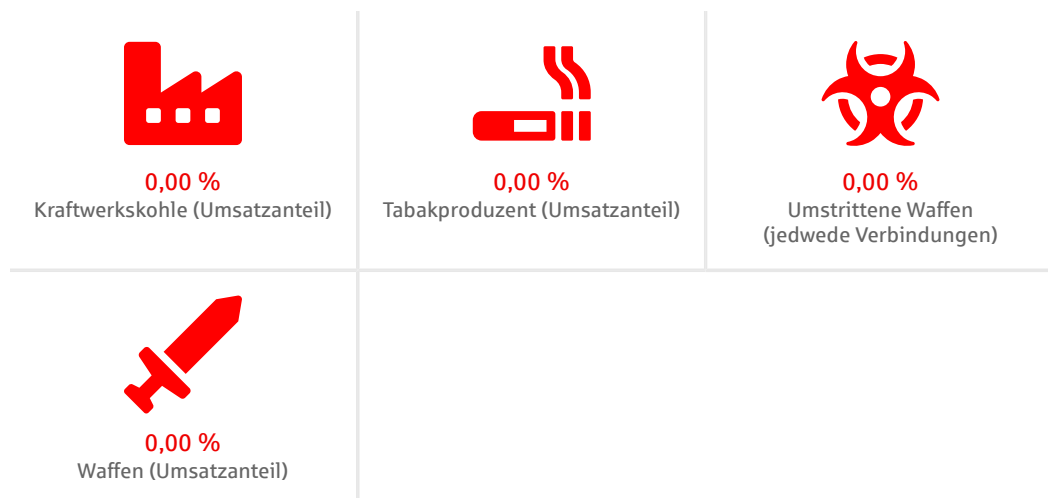 0,00 %
Kraftwerkskohle (Umsatzanteil)
0,00 %
Tabakproduzent (Umsatzanteil)
0,00 %
Umstrittene Waffen
(jedwede Verbindungen)
0,00 %
Waffen (Umsatzanteil)